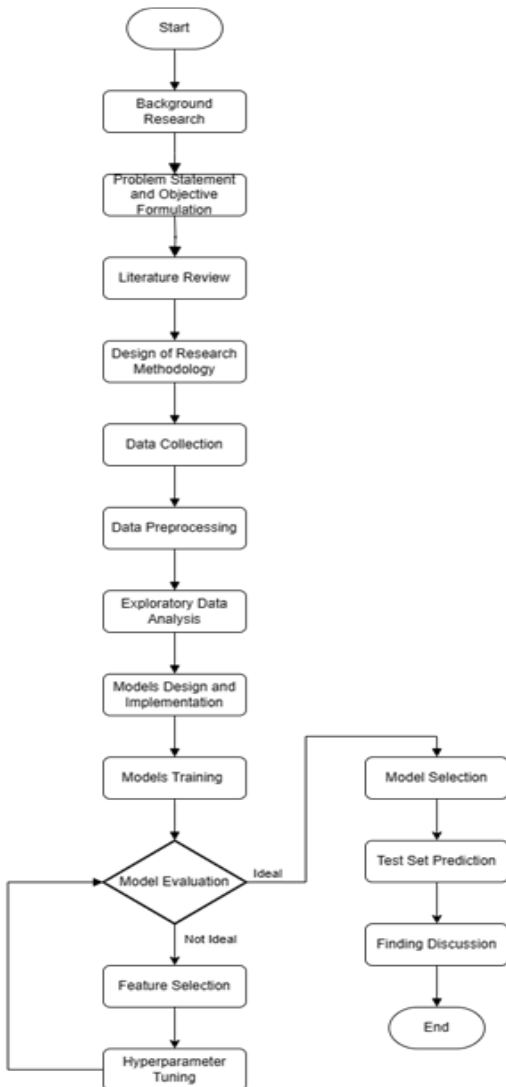 Start
Background
Research
Problem Statement
and Objective
Formulation
Literature Review
Design of Research
Methodology
Data Collection
Data Preprocessing
Exploratory Data
Analysis
Models Design and
Implementation
Models Training
Model Evaluation
Ideal
Not Ideal
Feature Selection
Hyperparameter
Tuning
Model Selection
Test Set Prediction
Finding Discussion
End